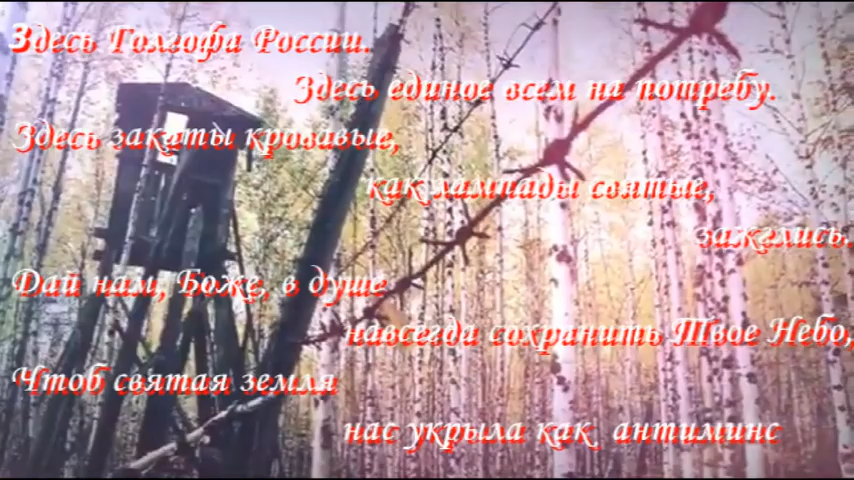 Здесь Голгофа России.
Здесь единое всем на потребу.
Здесь закаты кровавые,
как лампады святые,
зажглись.
Дай нам, Боже, в душе
навсегда сохранить Твое Небо,
Чтоб святая земля
нас укрыла как антиминс